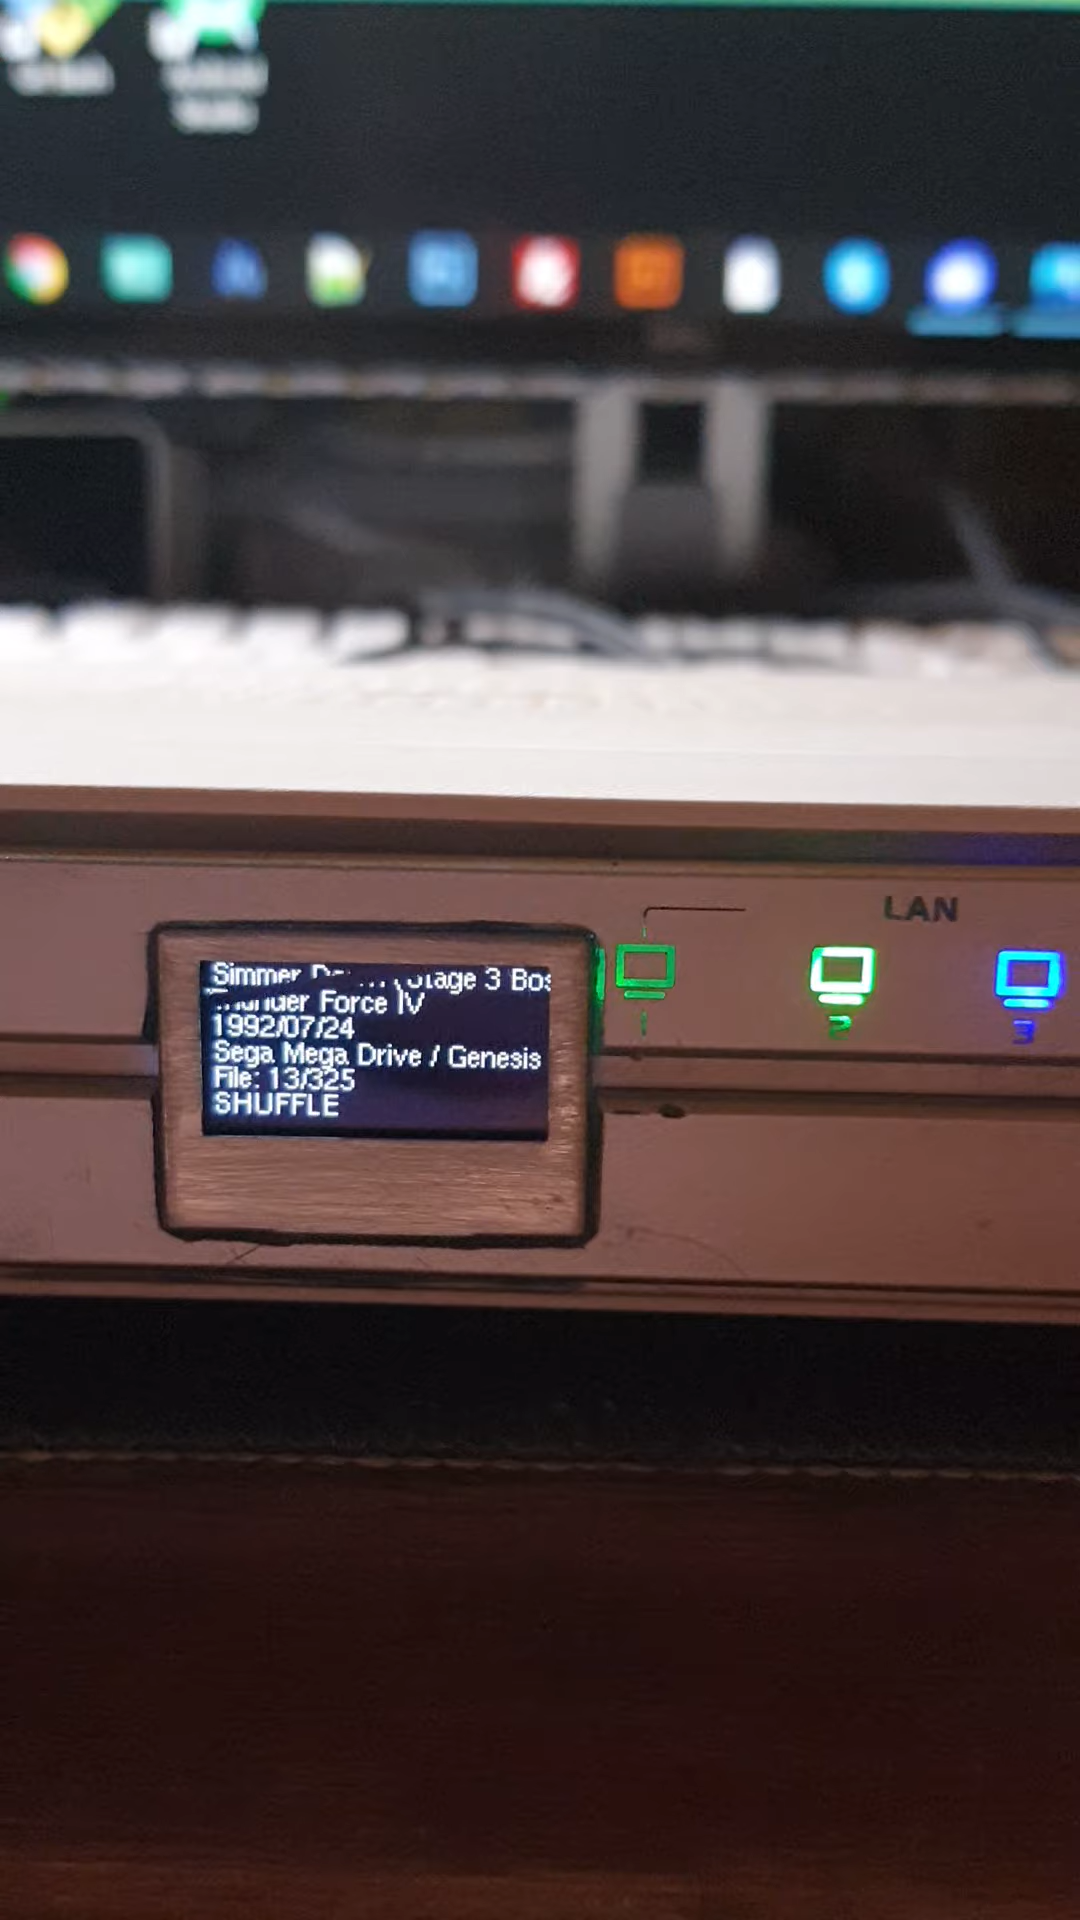 LAN
Simmer Stage 3 Bos
Thunder Force IV
1992/07/24
Sega Mega Drive / Genesis
File: 13/325
SHUFFLE
1
2
3